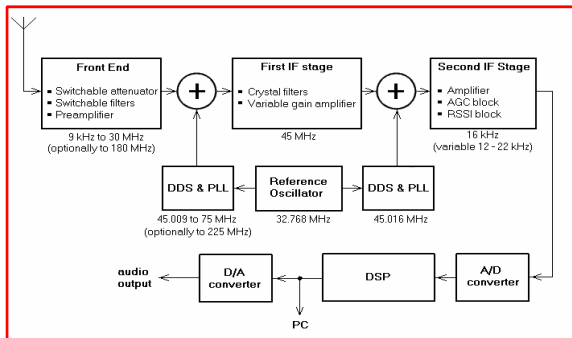 Front End
▪ Switchable attenuator
▪ Switchable filters
▪ Preamplifier
9 kHz to 30 MHz
(optionally to 180 MHz)
+
First IF stage
▪ Crystal filters
▪ Variable gain amplifier
45 MHz
+
Second IF Stage
▪ Amplifier
▪ AGC block
▪ RSSI block
16 kHz
(variable 12 - 22 kHz)
DDS & PLL
45.009 to 75 MHz
(optionally to 225 MHz)
Reference
Oscillator
32.768 MHz
DDS & PLL
45.016 MHz
audio
output
D/A
converter
PC
DSP
A/D
converter